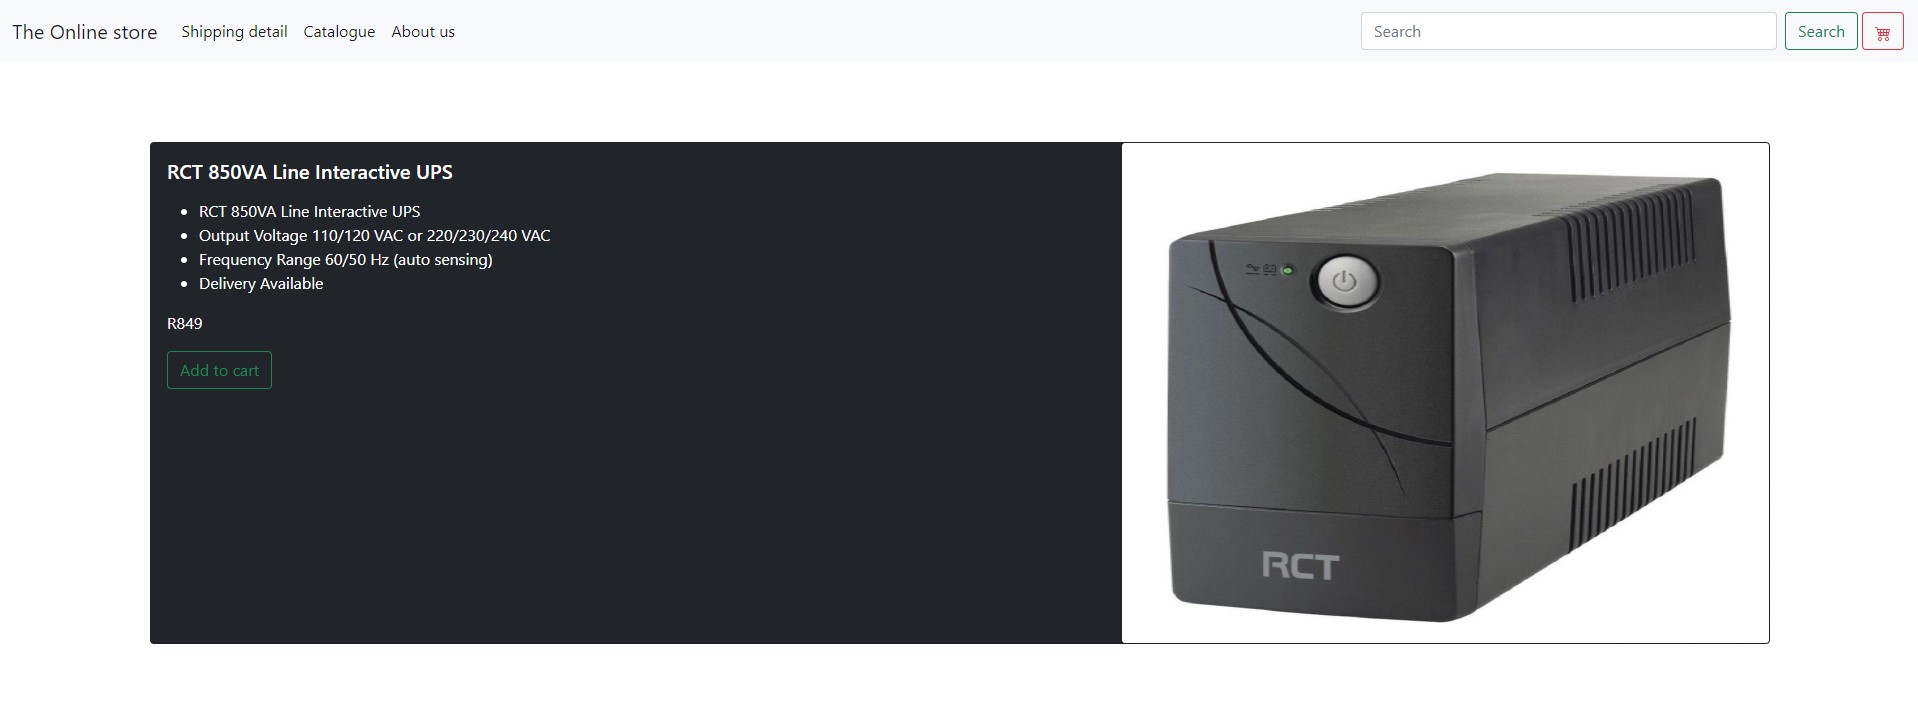 The Online store Shipping detail Catalogue About us Search Search
RCT 850VA Line Interactive UPS
RCT 850VA Line Interactive UPS
Output Voltage 110/120 VAC or 220/230/240 VAC
Frequency Range 60/50 Hz (auto sensing)
Delivery Available
R849
Add to cart
RCT